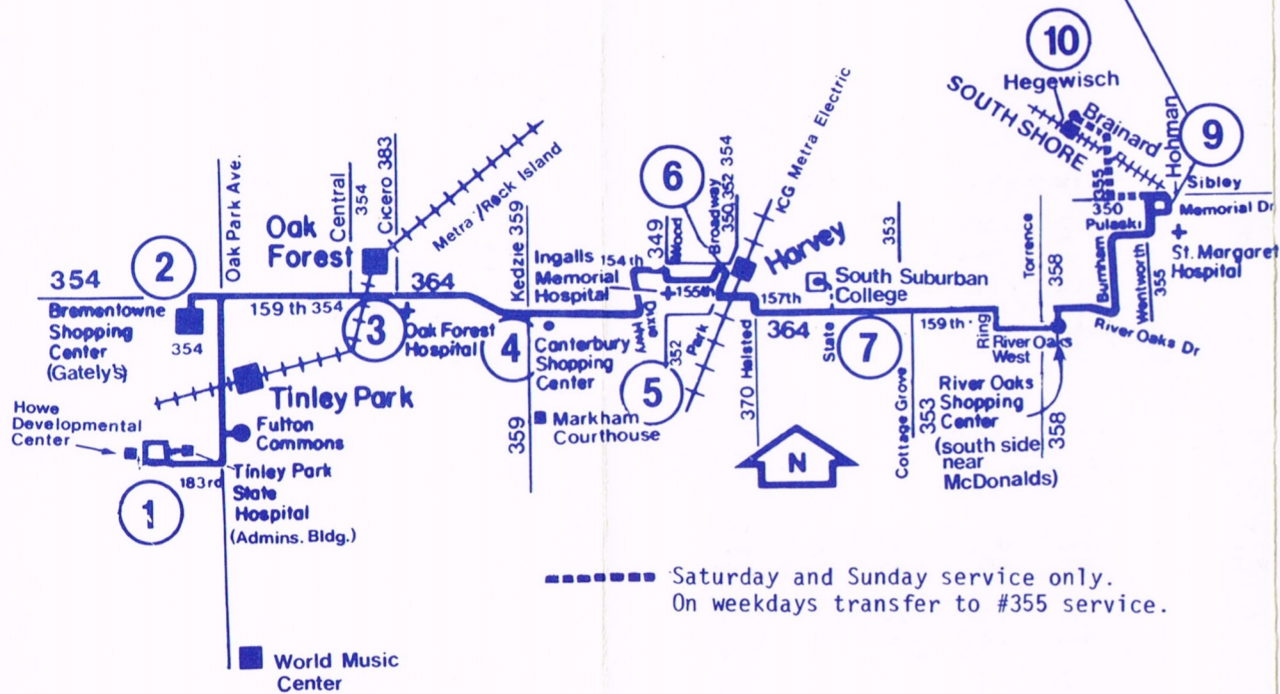 10
Hegewisch
SOUTH SHORE
Brainard
Hohman
9
355
Sibley
350
Memorial Dr
Pulaski
St. Margaret
Hospital
Burnham
Wentworth
355
River Oaks Dr
Torrence
358
353
6
349
Wood
Broadway
350, 352 354
ICG Metra Electric
Harvey
Ingalls
Memorial
Hospital
154th
155th
157th
South Suburban
College
Oak Park Ave.
Central
354
Cicero 383
Metra/Rock Island
Oak
Forest
Kedzie 359
2
354
Brementowne
Shopping
Center
(Gately's)
354
159 th 354
364
3
Oak Forest
Hospital
4
Canterbury
Shopping
Center
352
Park
5
370 Halsted
364
State
7
159th
Ring
River Oaks
West
River Oaks
Shopping
Center
(south side
near
McDonalds)
358
353
Cottage Grove
Markham
Courthouse
359
N
Tinley Park
Howe
Developmental
Center
Fulton
Commons
183rd
Tinley Park
State
Hospital
(Admins. Bldg.)
1
Saturday and Sunday service only.
On weekdays transfer to #355 service.
World Music
Center